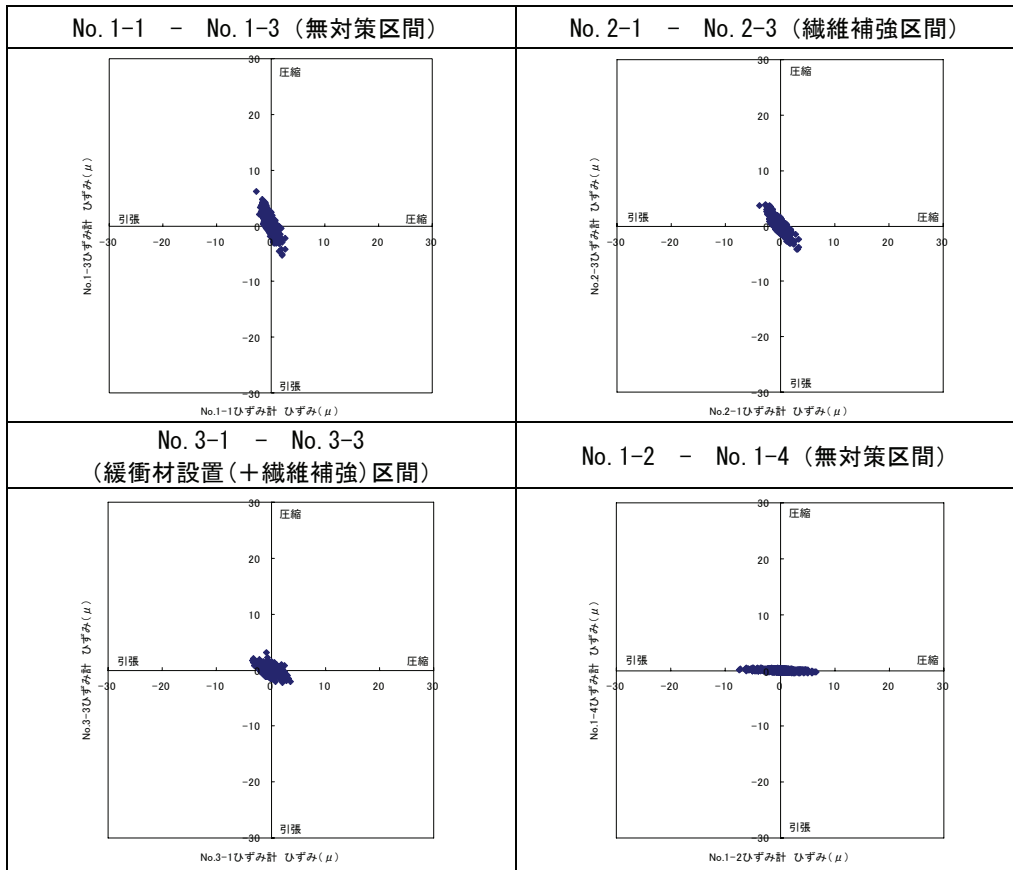 No.1-1 － No.1-3（無対策区間）
30
圧縮
20
10
引張
圧縮
-30
-20
-10
0
10
20
30
-10
-20
-30
引張
No.1-3ひずみ計 ひずみ(μ)
No.1-1ひずみ計 ひずみ(μ)
No.2-1 － No.2-3（繊維補強区間）
30
圧縮
20
10
引張
圧縮
-30
-20
-10
0
10
20
30
-10
-20
-30
引張
No.2-3ひずみ計 ひずみ(μ)
No.2-1ひずみ計 ひずみ(μ)
No.3-1 － No.3-3
（緩衝材設置（＋繊維補強）区間）
30
圧縮
20
10
引張
圧縮
-30
-20
-10
0
10
20
30
-10
-20
-30
引張
No.3-3ひずみ計 ひずみ(μ)
No.3-1ひずみ計 ひずみ(μ)
No.1-2 － No.1-4（無対策区間）
30
圧縮
20
10
引張
圧縮
-30
-20
-10
0
10
20
30
-10
-20
-30
引張
No.1-4ひずみ計 ひずみ(μ)
No.1-2ひずみ計 ひずみ(μ)